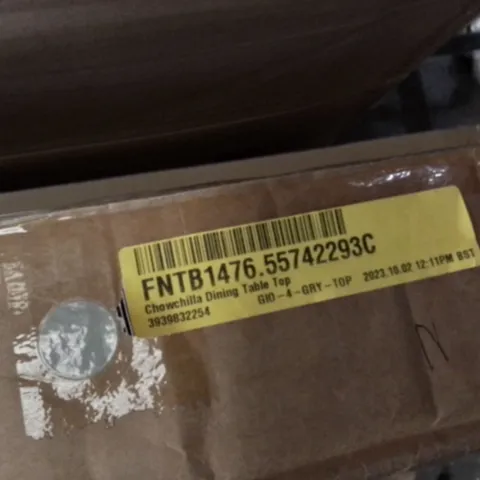 FNTB1476.55742293C
Chowchilla Dining Table Top
3939832254 GIO-4-GRY-TOP 2023.10.02 12:11PM BST
N